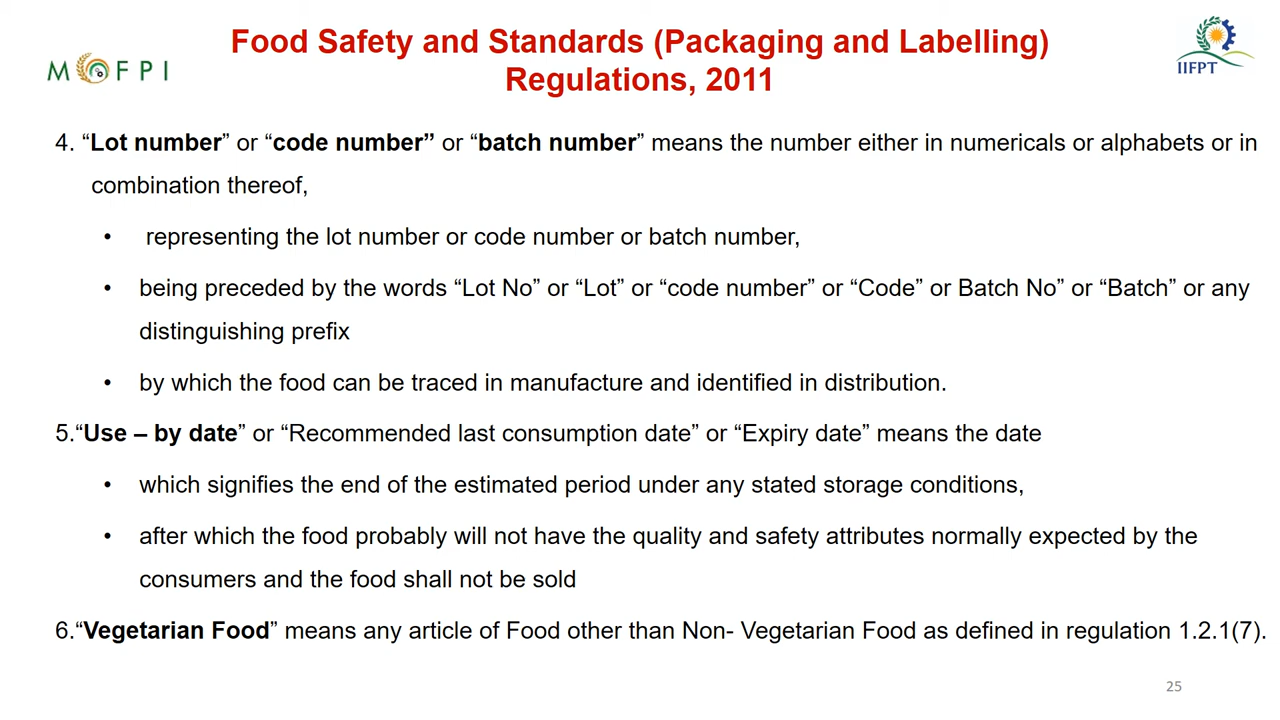 Food Safety and Standards (Packaging and Labelling)
Regulations, 2011
M FPI
IIFPT
4. “Lot number” or “code number” or “batch number” means the number either in numericals or alphabets or in
combination thereof,
• representing the lot number or code number or batch number,
• being preceded by the words “Lot No” or “Lot” or “code number” or “Code” or Batch No” or “Batch” or any
distinguishing prefix
• by which the food can be traced in manufacture and identified in distribution.
5.“Use – by date” or “Recommended last consumption date” or “Expiry date” means the date
• which signifies the end of the estimated period under any stated storage conditions,
• after which the food probably will not have the quality and safety attributes normally expected by the
consumers and the food shall not be sold
6.“Vegetarian Food” means any article of Food other than Non- Vegetarian Food as defined in regulation 1.2.1(7).
25